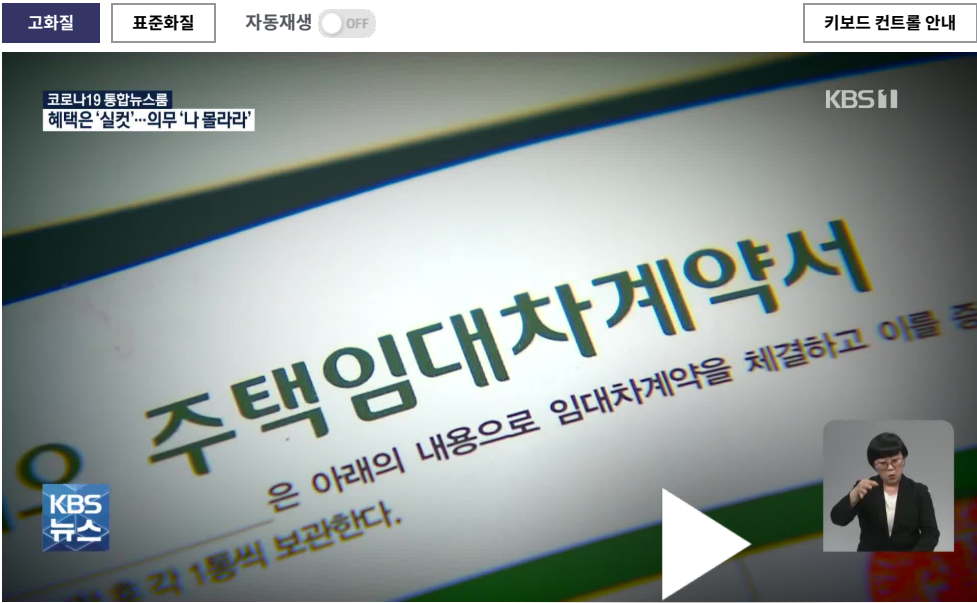 고화질
표준화질
자동재생
OFF
키보드 컨트롤 안내
코로나19 통합뉴스룸
혜택은 ‘실컷’…의무 ‘나 몰라라’
KBS1
주택임대차계약서
은 아래의 내용으로 임대차계약을 체결하고 이를 증
각 1통씩 보관한다.
KBS
뉴스